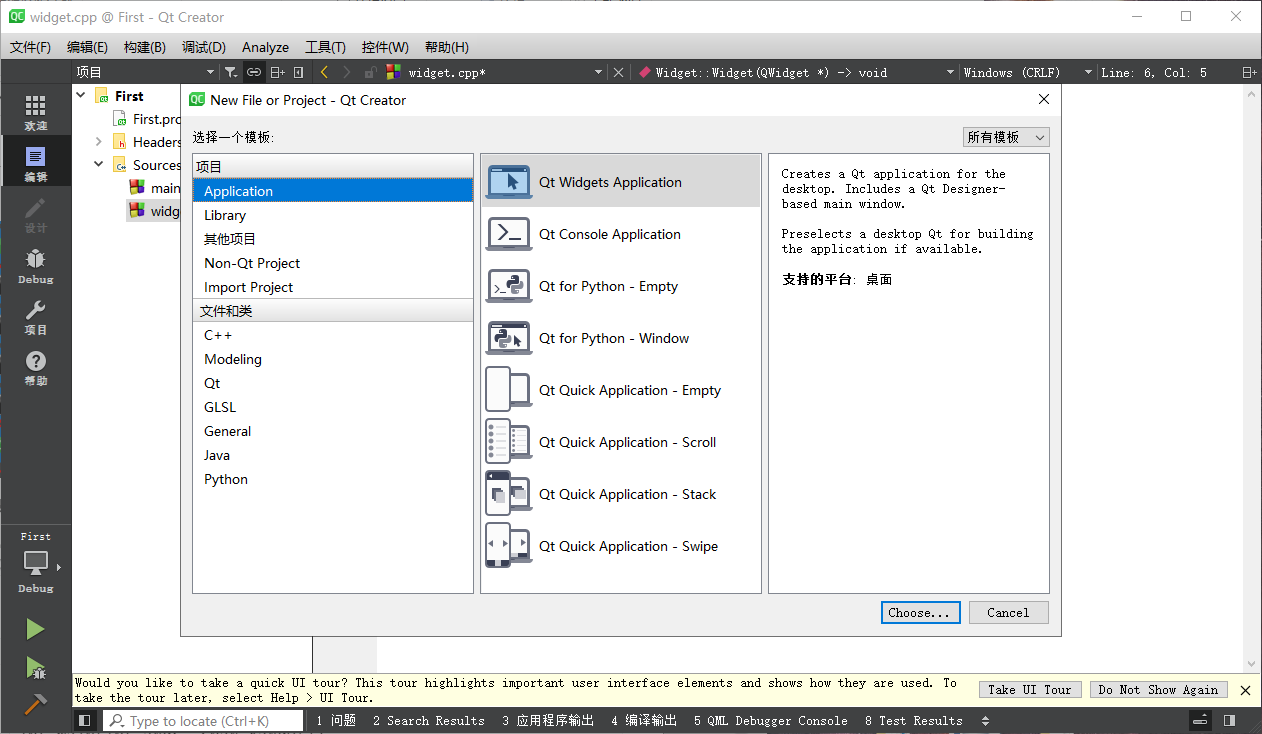 widget.cpp @ First - Qt Creator
文件(F) 编辑(E) 构建(B) 调试(D) Analyze 工具(T) 控件(W) 帮助(H)
项目 widget.cpp* Widget::Widget(QWidget *) -> void Windows (CRLF) Line: 6, Col: 5
欢迎
编辑
设计
Debug
项目
帮助
First
Debug
First
First.pro
Headers
Sources
main
widg
New File or Project - Qt Creator
选择一个模板:
所有模板
项目
Application
Library
其他项目
Non-Qt Project
Import Project
文件和类
C++
Modeling
Qt
GLSL
General
Java
Python
Qt Widgets Application
Qt Console Application
Qt for Python - Empty
Qt for Python - Window
Qt Quick Application - Empty
Qt Quick Application - Scroll
Qt Quick Application - Stack
Qt Quick Application - Swipe
Creates a Qt application for the
desktop. Includes a Qt Designer-
based main window.
Preselects a desktop Qt for building
the application if available.
支持的平台: 桌面
Choose... Cancel
Would you like to take a quick UI tour? This tour highlights important user interface elements and shows how they are used. To
take the tour later, select Help > UI Tour.
Take UI Tour Do Not Show Again
Type to locate (Ctrl+K) 1 问题 2 Search Results 3 应用程序输出 4 编译输出 5 QML Debugger Console 8 Test Results